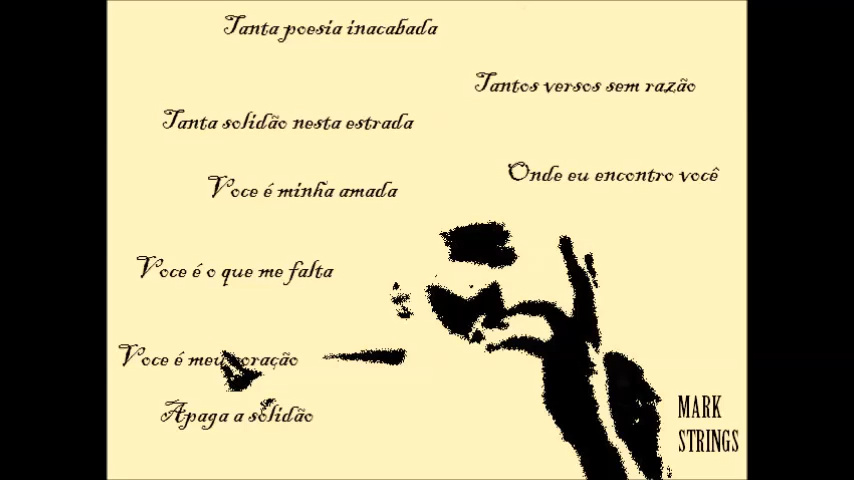 Tanta poesia inacabada
Tantos versos sem razão
Tanta solidão nesta estrada
Onde eu encontro você
Voce é minha amada
Voce é o que me falta
Voce é meu coração
Apaga a solidão
MARK
STRINGS